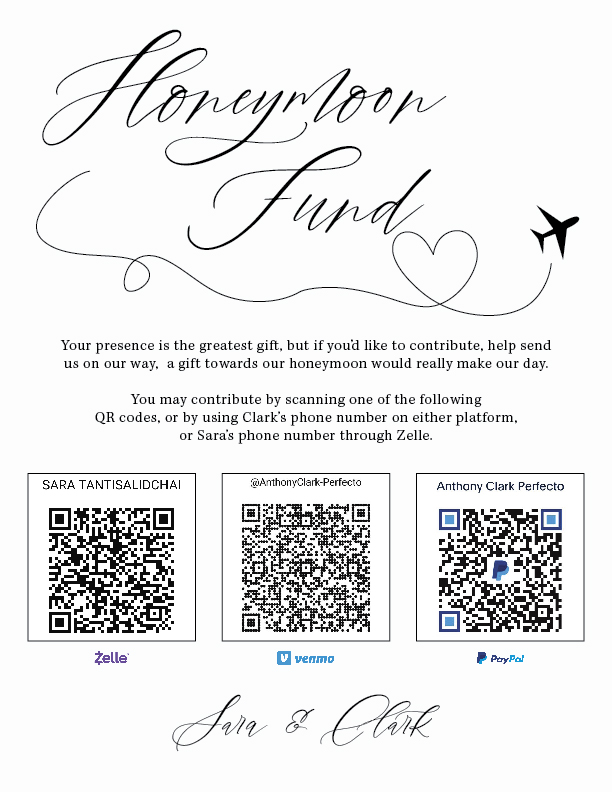 Honeymoon
Fund
Your presence is the greatest gift, but if you'd like to contribute, help send
us on our way, a gift towards our honeymoon would really make our day.
You may contribute by scanning one of the following
QR codes, or by using Clark's phone number on either platform,
or Sara's phone number through Zelle.
SARA TANTISALIDCHAI
@AnthonyClark-Perfecto
Anthony Clark Perfecto
Zelle
venmo
PayPal
Sara & Clark